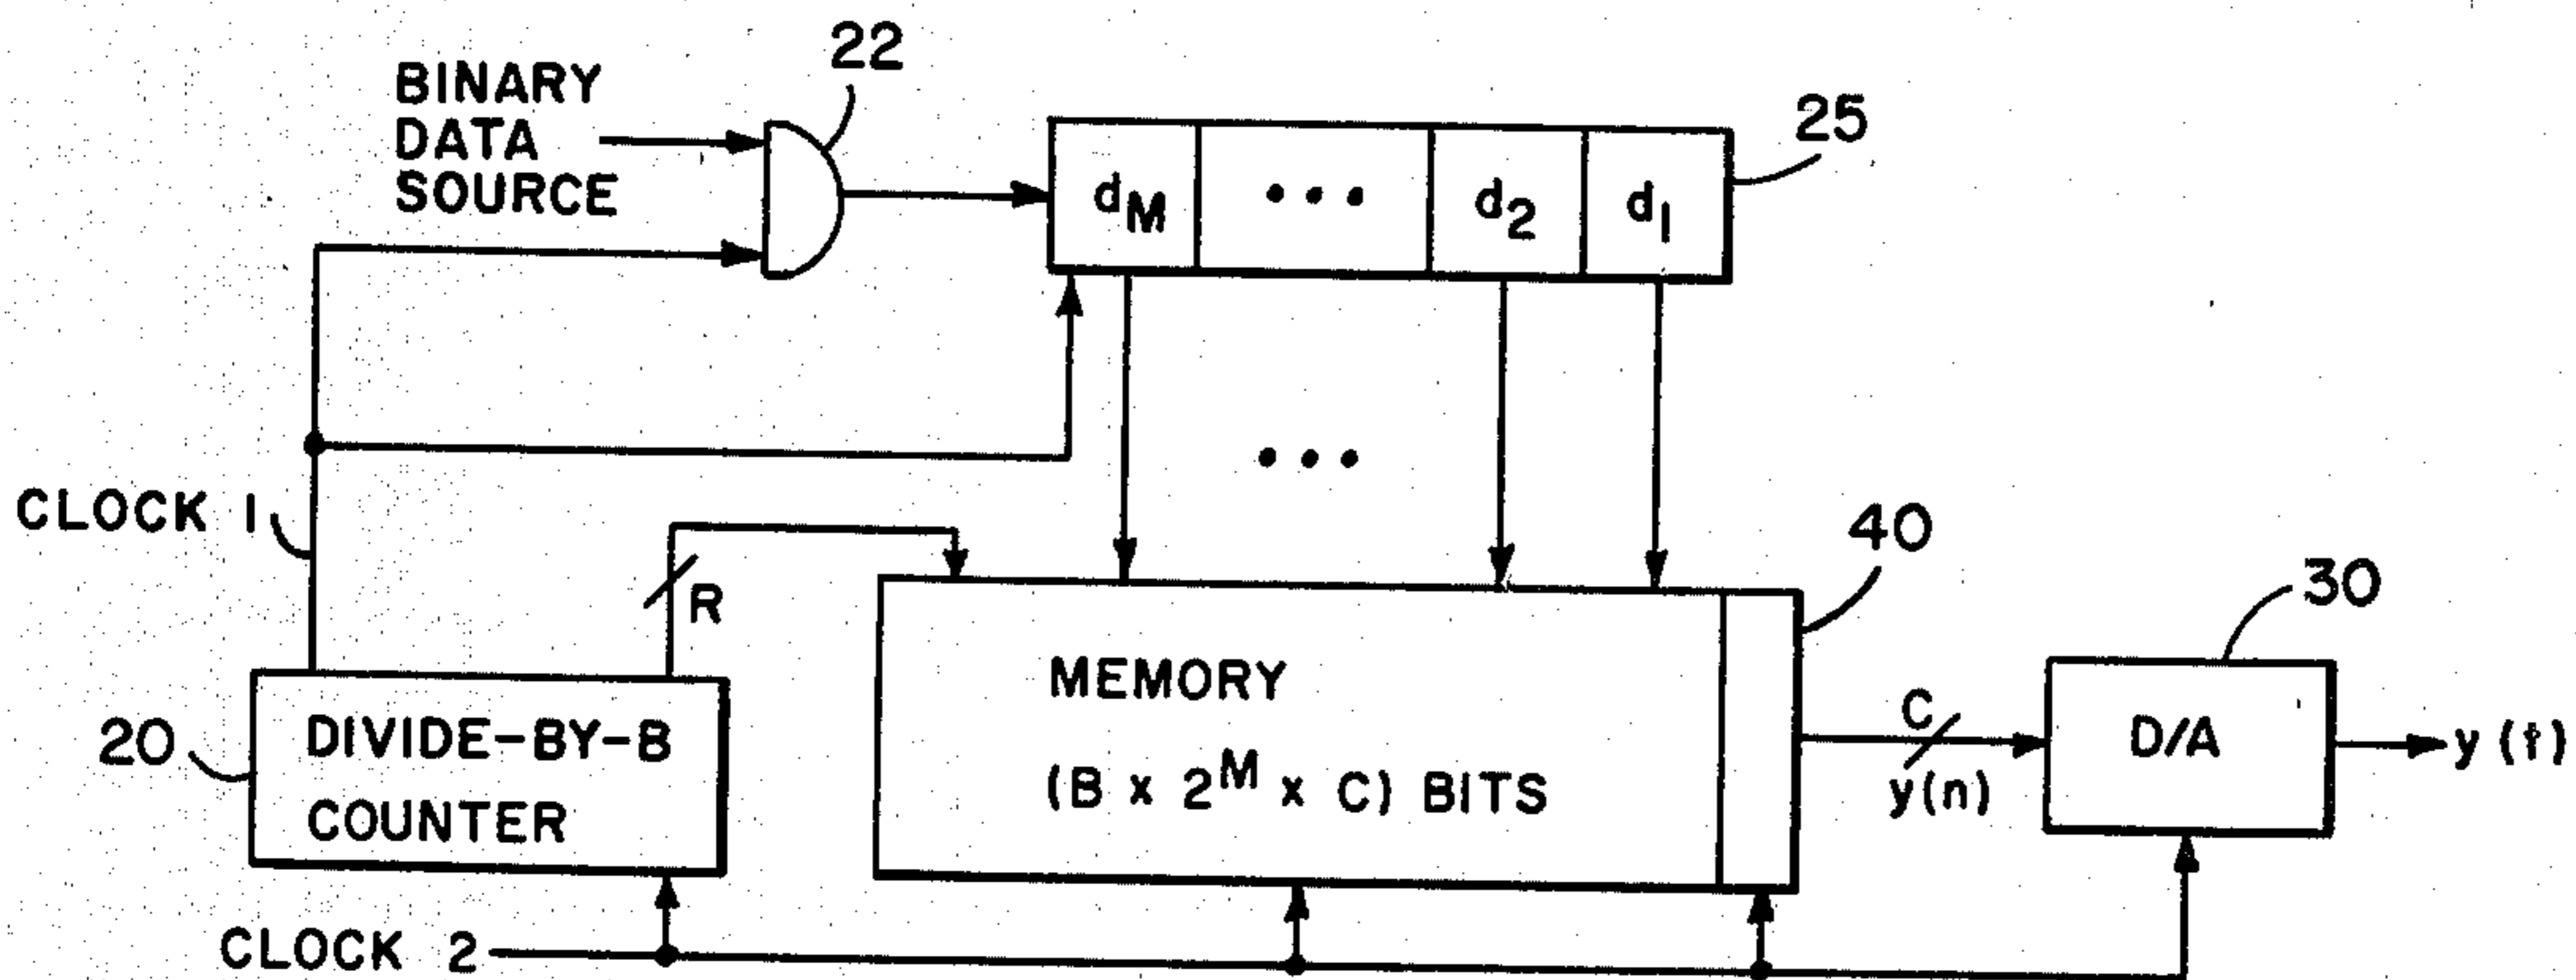 22
BINARY
DATA
SOURCE
25
dM
• • •
d2
d1
• • •
CLOCK 1
R
40
30
20
DIVIDE-BY-B
COUNTER
MEMORY
(B x 2^M x C) BITS
C
y(n)
D/A
y (t)
CLOCK 2